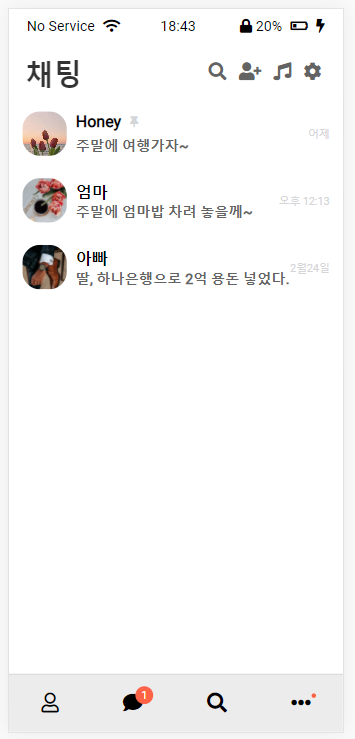 No Service 18:43 20%
채팅
Honey
주말에 여행가자~
어제
엄마
주말에 엄마밥 차려 놓을께~
오후 12:13
아빠
딸, 하나은행으로 2억 용돈 넣었다.
2월24일
1